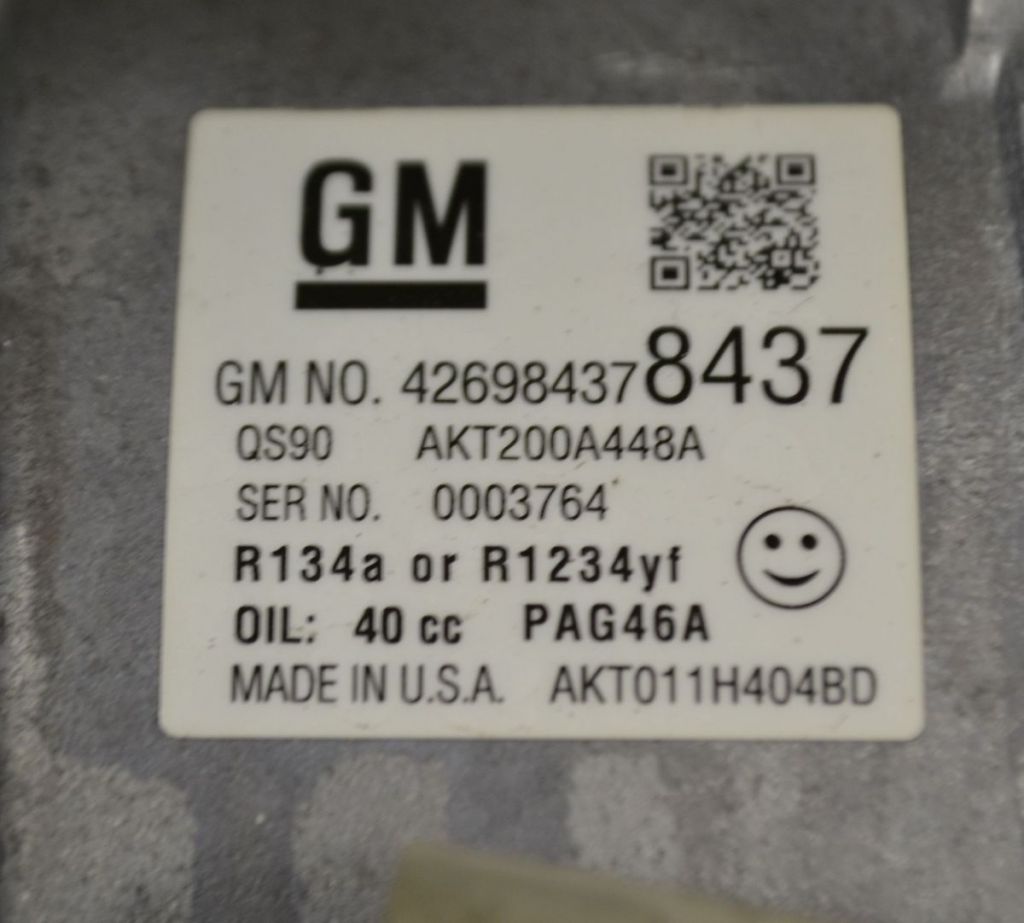 GM
GM NO. 42698437 8437
QS90 AKT200A448A
SER NO. 0003764
R134a or R1234yf
OIL: 40 cc PAG46A
MADE IN U.S.A. AKT011H404BD